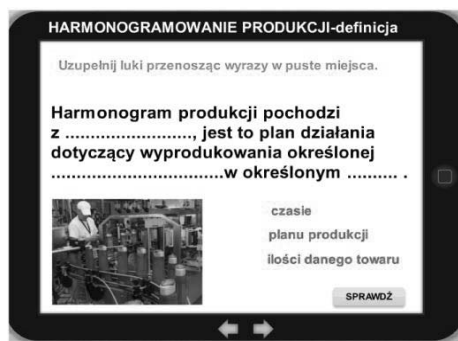 HARMONOGRAMOWANIE PRODUKCJI-definicja
Uzupełnij luki przenosząc wyrazy w puste miejsca.
Harmonogram produkcji pochodzi
z ........................., jest to plan działania
dotyczący wyprodukowania określonej
.................................w określonym .......... .
czasie
planu produkcji
ilości danego towaru
SPRAWDŹ